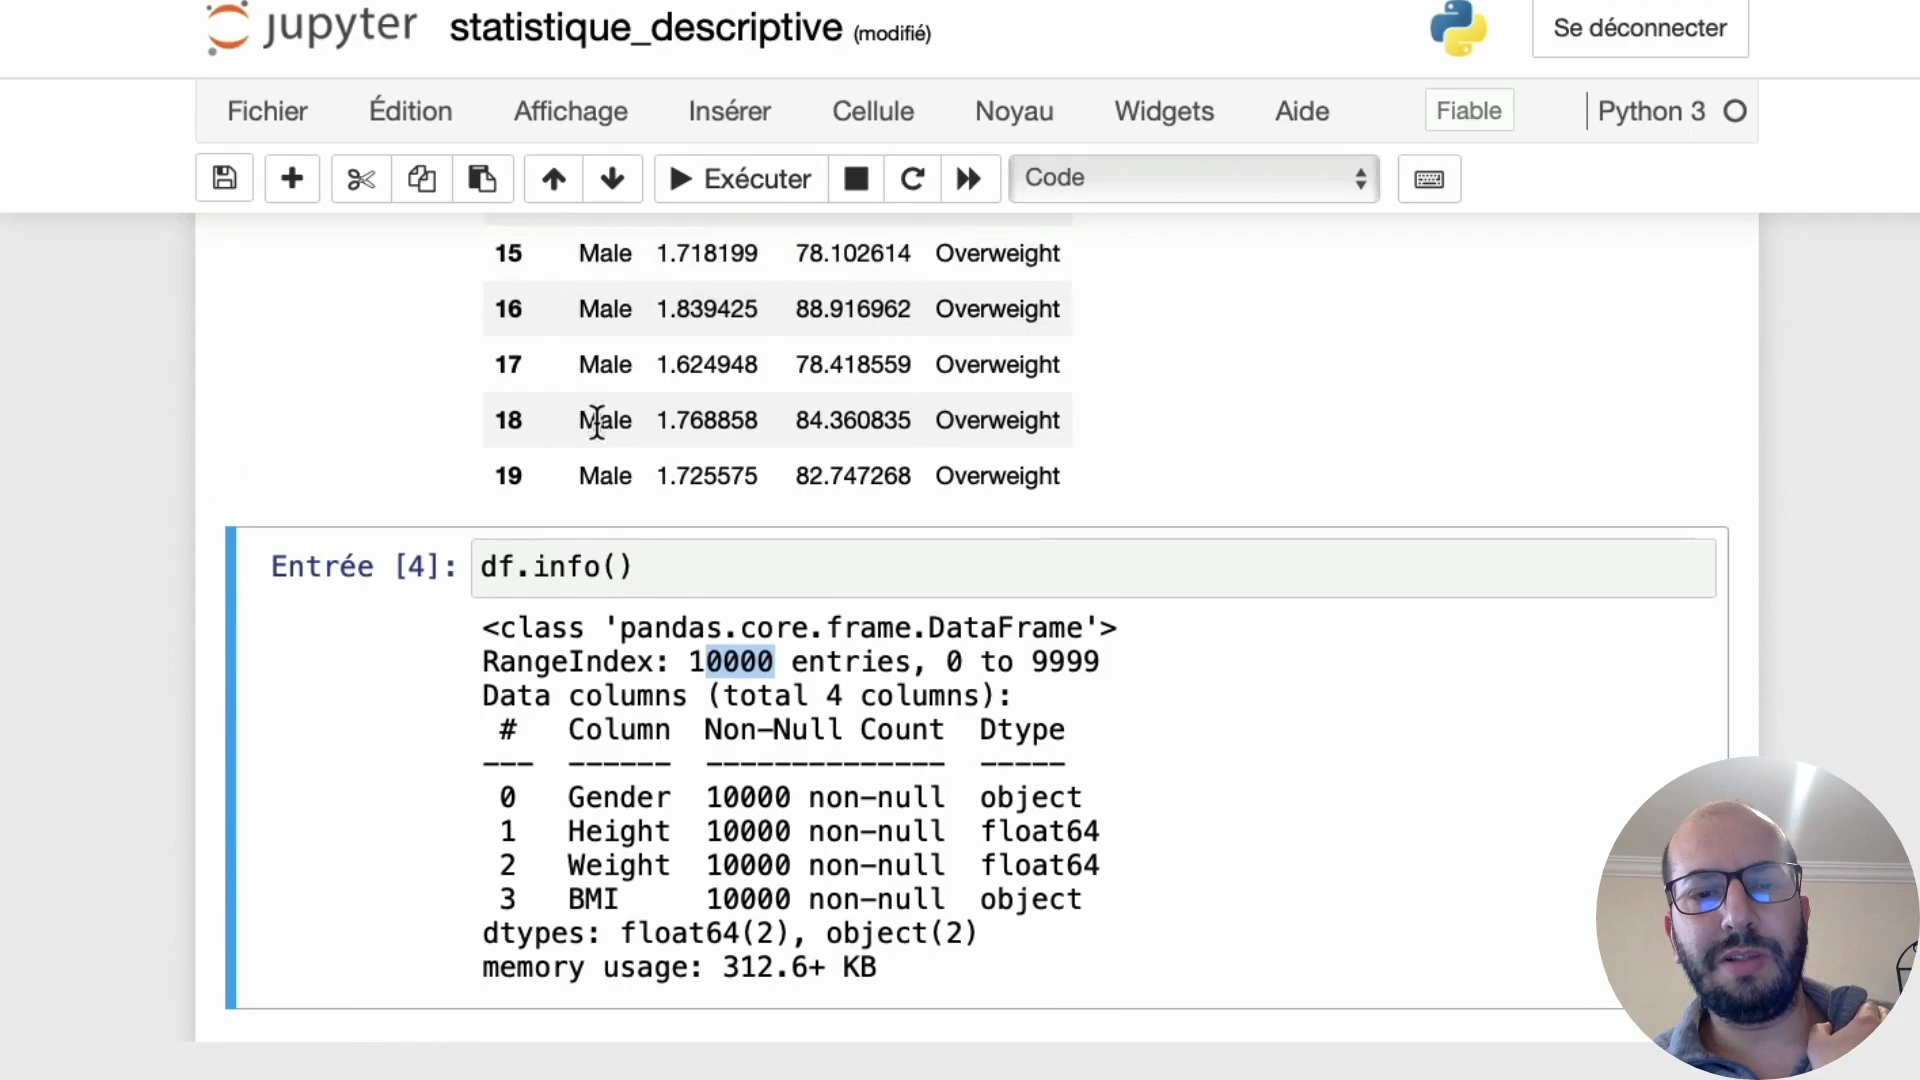 jupyter statistique_descriptive (modifié) Se déconnecter
Fichier Édition Affichage Insérer Cellule Noyau Widgets Aide Fiable Python 3
Exécuter Code
15 Male 1.718199 78.102614 Overweight
16 Male 1.839425 88.916962 Overweight
17 Male 1.624948 78.418559 Overweight
18 Male 1.768858 84.360835 Overweight
19 Male 1.725575 82.747268 Overweight
Entrée [4]: df.info()
<class 'pandas.core.frame.DataFrame'>
RangeIndex: 10000 entries, 0 to 9999
Data columns (total 4 columns):
# Column Non-Null Count Dtype
--- ------ -------------- -----
0 Gender 10000 non-null object
1 Height 10000 non-null float64
2 Weight 10000 non-null float64
3 BMI 10000 non-null object
dtypes: float64(2), object(2)
memory usage: 312.6+ KB